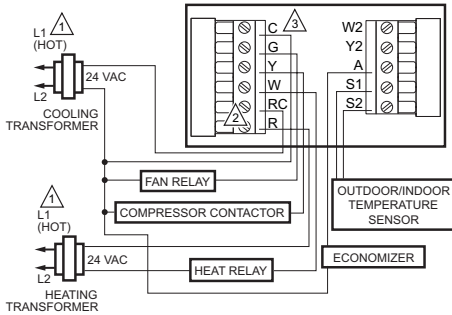 1
L1
(HOT)
24 VAC
L2
COOLING
TRANSFORMER
3
C
G
Y
W
RC
R
2
W2
Y2
A
S1
S2
FAN RELAY
COMPRESSOR CONTACTOR
OUTDOOR/INDOOR
TEMPERATURE
SENSOR
1
L1
(HOT)
24 VAC
L2
HEATING
TRANSFORMER
HEAT RELAY
ECONOMIZER